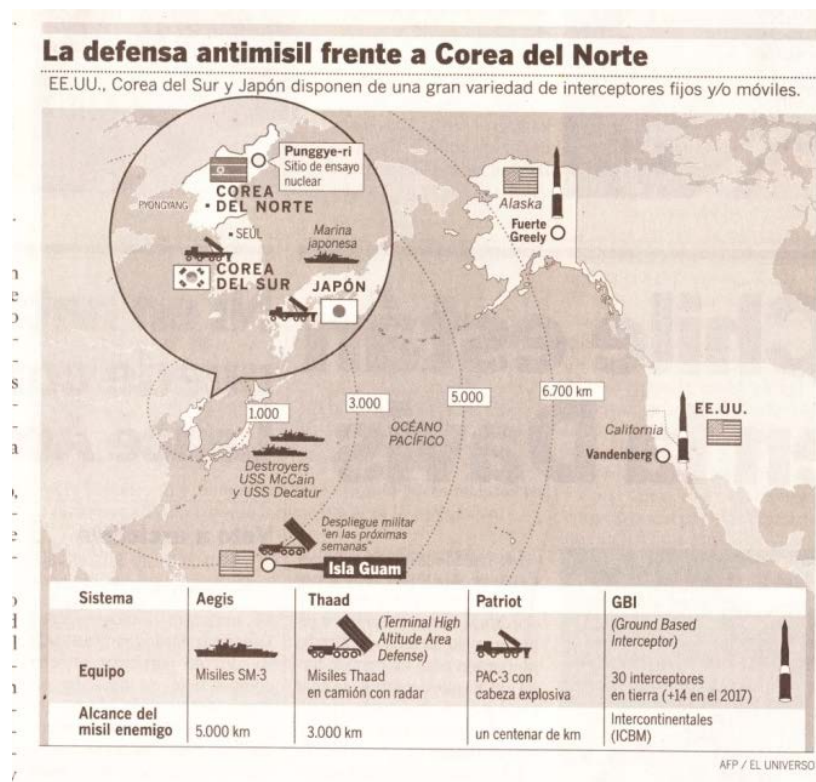 La defensa antimisil frente a Corea del Norte
EE.UU., Corea del Sur y Japón disponen de una gran variedad de interceptores fijos y/o móviles.
Punggye-ri
Sitio de ensayo
nuclear
COREA
DEL NORTE
PYONGYANG
SEÚL
Marina
japonesa
COREA
DEL SUR
JAPÓN
Alaska
Fuerte
Greely
1.000
3.000
5.000
6.700 km
OCÉANO
PACÍFICO
EE.UU.
California
Vandenberg
Destroyers
USS McCain
y USS Decatur
Despliegue militar
"en las próximas
semanas"
Isla Guam
Sistema
Aegis
Thaad
Patriot
GBI
(Terminal High
Altitude Area
Defense)
(Ground Based
Interceptor)
Equipo
Misiles SM-3
Misiles Thaad
en camión con radar
PAC-3 con
cabeza explosiva
30 interceptores
en tierra (+14 en el 2017)
Alcance del
misil enemigo
5.000 km
3.000 km
un centenar de km
Intercontinentales
(ICBM)
AFP / EL UNIVERSO